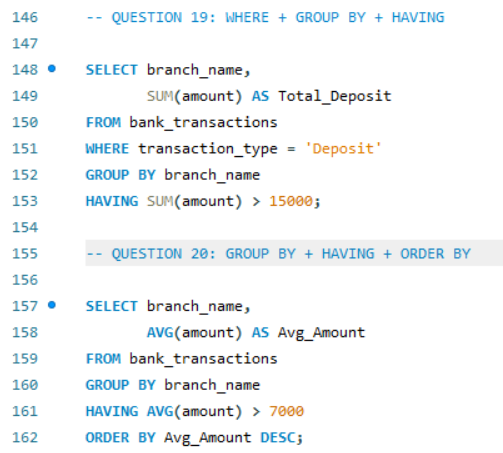 146 -- QUESTION 19: WHERE + GROUP BY + HAVING
147
148 SELECT branch_name,
149 SUM(amount) AS Total_Deposit
150 FROM bank_transactions
151 WHERE transaction_type = 'Deposit'
152 GROUP BY branch_name
153 HAVING SUM(amount) > 15000;
154
155 -- QUESTION 20: GROUP BY + HAVING + ORDER BY
156
157 SELECT branch_name,
158 AVG(amount) AS Avg_Amount
159 FROM bank_transactions
160 GROUP BY branch_name
161 HAVING AVG(amount) > 7000
162 ORDER BY Avg_Amount DESC;